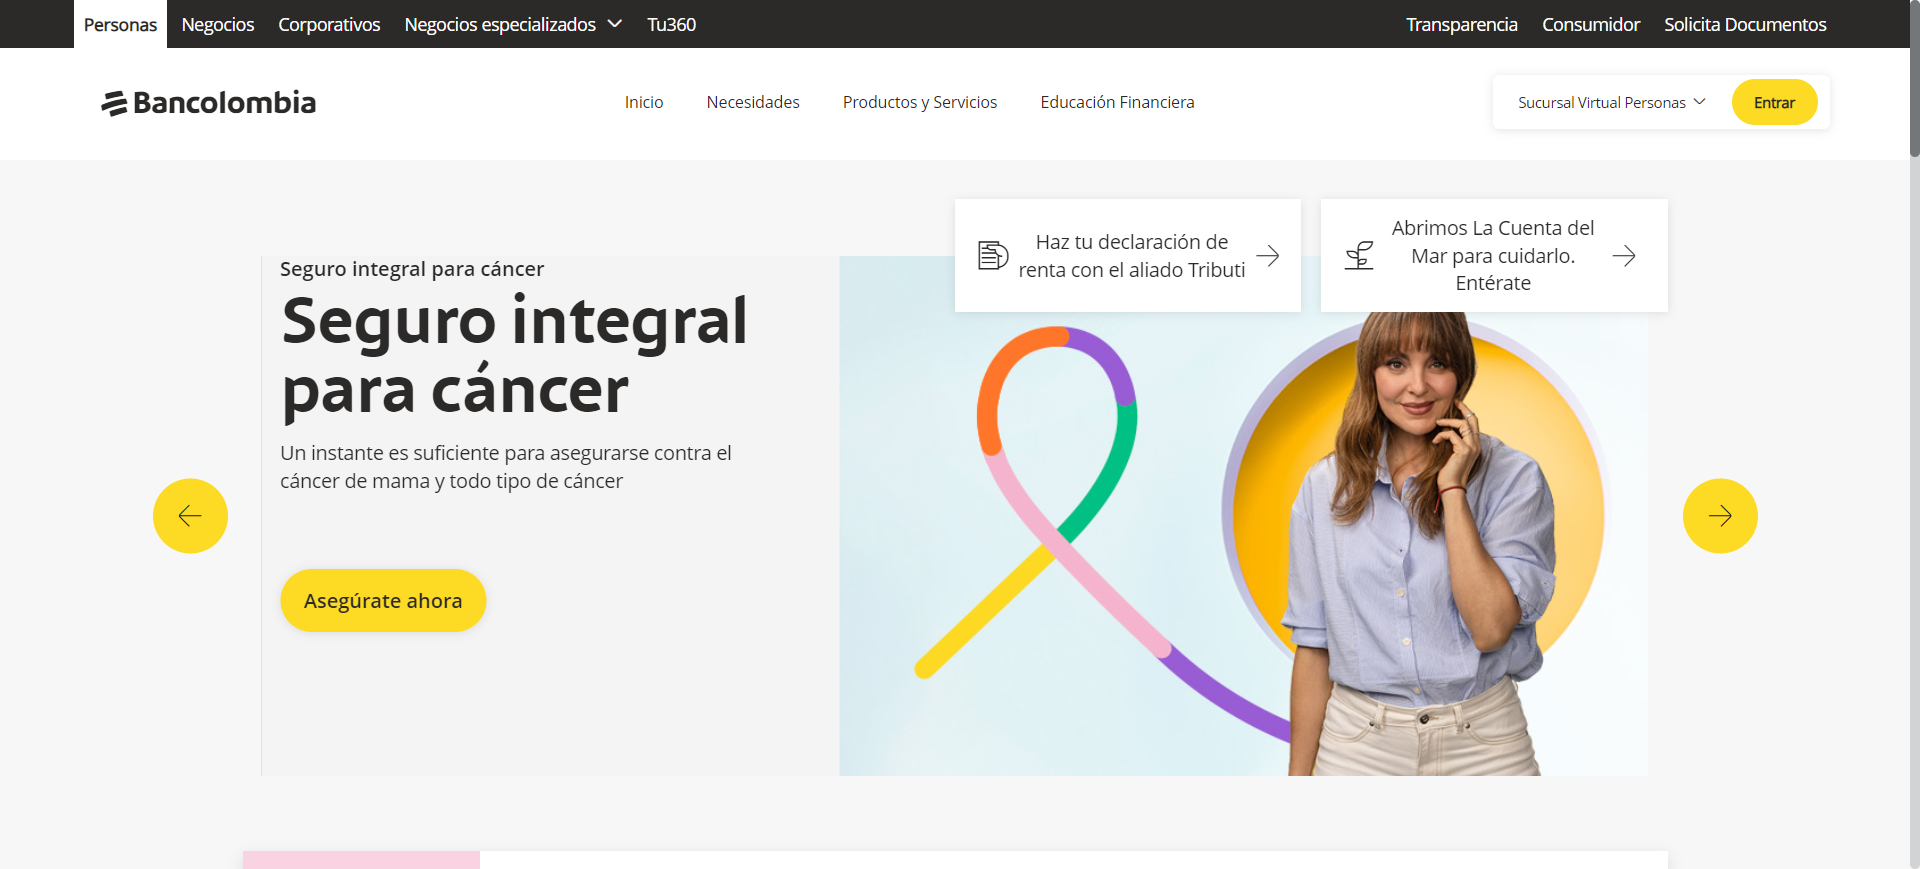 Personas
Negocios
Corporativos
Negocios especializados
Tu360
Transparencia
Consumidor
Solicita Documentos
Bancolombia
Inicio
Necesidades
Productos y Servicios
Educación Financiera
Sucursal Virtual Personas
Entrar
Haz tu declaración de
renta con el aliado Tributi
Abrimos La Cuenta del
Mar para cuidarlo.
Entérate
Seguro integral para cáncer
Seguro integral
para cáncer
Un instante es suficiente para asegurarse contra el
cáncer de mama y todo tipo de cáncer
Asegúrate ahora